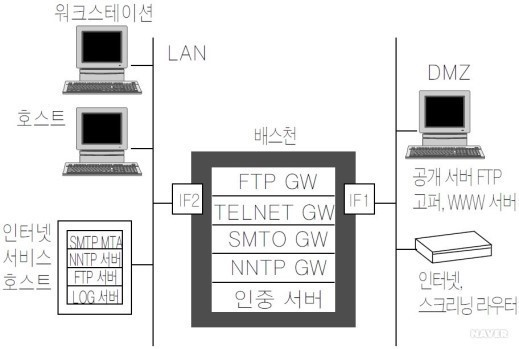 워크스테이션
LAN
호스트
인터넷
서비스
호스트
SMTP MTA
NNTP 서버
FTP 서버
LOG 서버
배스천
IF2
FTP GW
TELNET GW
SMTO GW
NNTP GW
인증 서버
IF1
DMZ
공개 서버 FTP
고퍼, WWW 서버
인터넷,
스크리닝 라우터
NAVER